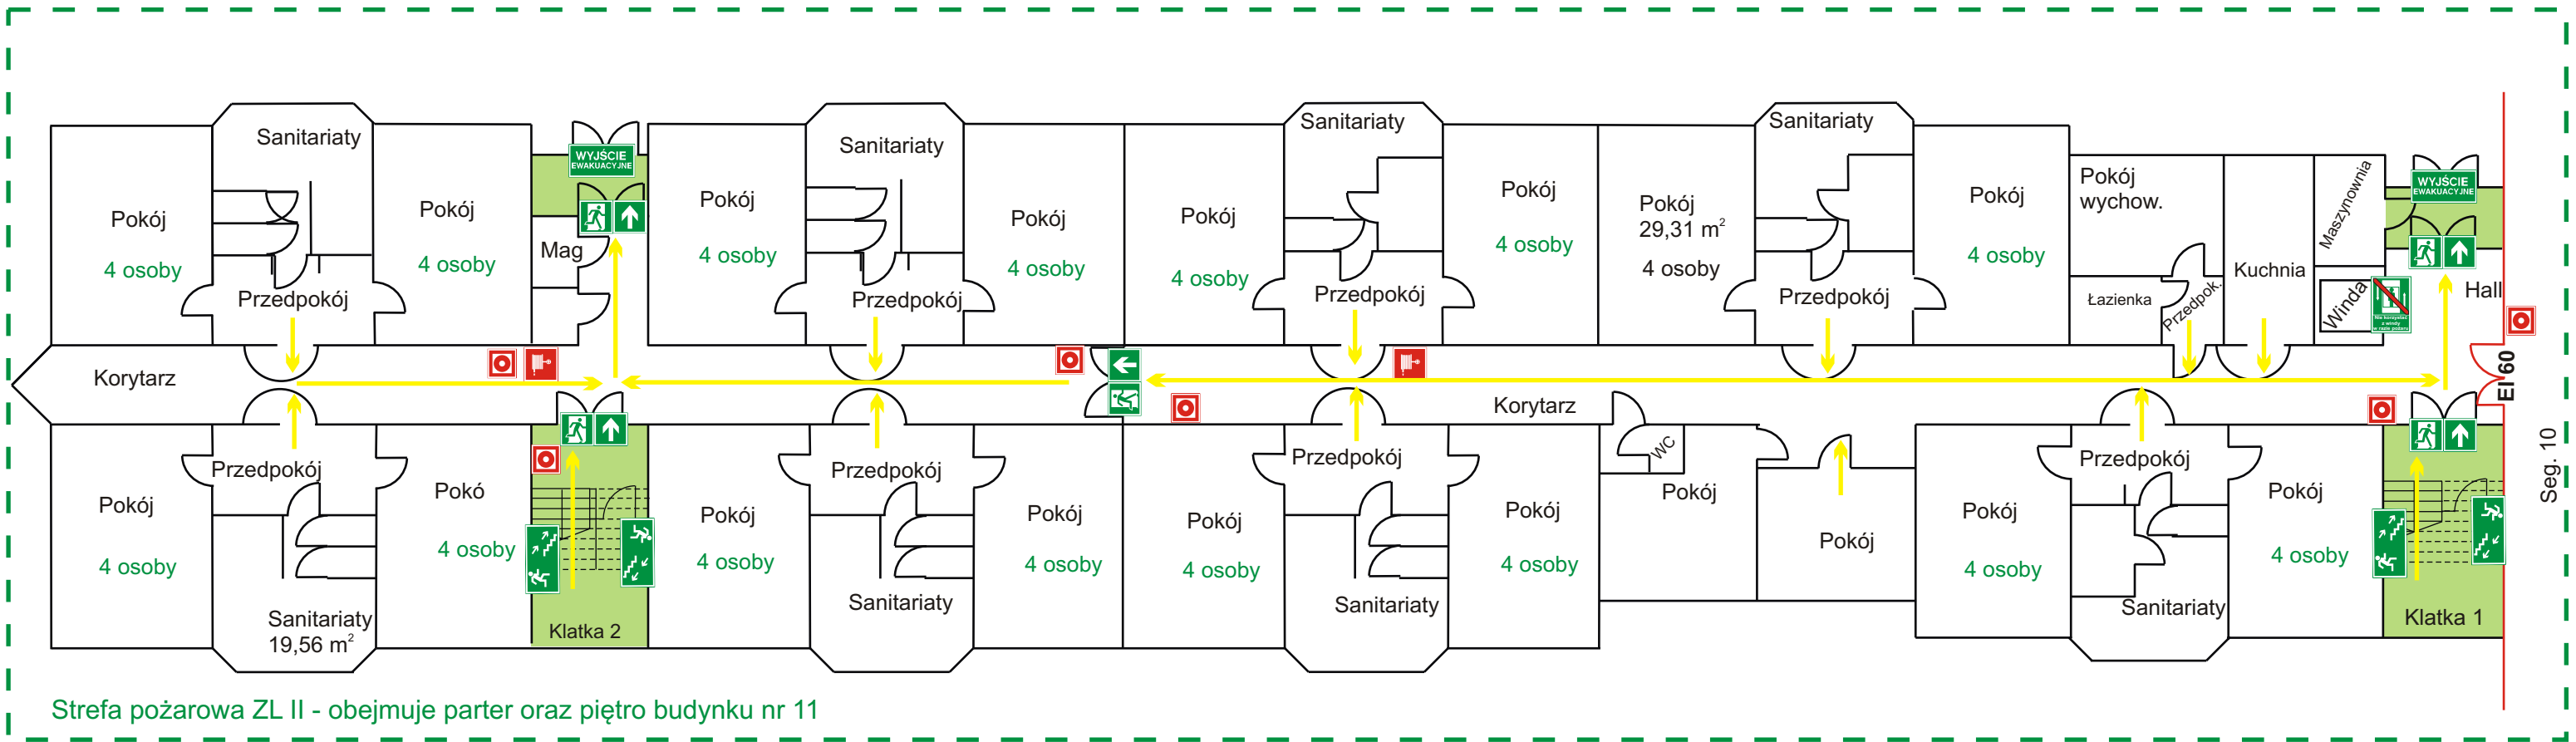 Sanitariaty
Sanitariaty
Sanitariaty
Sanitariaty
WYJŚCIE
EWAKUACYJNE
WYJŚCIE
EWAKUACYJNE
Pokój
4 osoby
Pokój
4 osoby
Mag
Pokój
4 osoby
Pokój
4 osoby
Pokój
4 osoby
Pokój
4 osoby
Pokój
29,31 m²
4 osoby
Pokój
4 osoby
Pokój
wychow.
Łazienka
Przedpok.
Kuchnia
Maszynownia
Winda
Nie korzystać
z windy
w razie pożaru
Hall
Przedpokój
Przedpokój
Przedpokój
Przedpokój
Korytarz
Korytarz
EI 60
Seg. 10
Przedpokój
Przedpokój
Przedpokój
WC
Przedpokój
Pokój
4 osoby
Pokó
4 osoby
Pokój
4 osoby
Pokój
4 osoby
Pokój
4 osoby
Pokój
4 osoby
Pokój
Pokój
Pokój
4 osoby
Pokój
4 osoby
Sanitariaty
19,56 m²
Klatka 2
Sanitariaty
Sanitariaty
Sanitariaty
Klatka 1
Strefa pożarowa ZL II - obejmuje parter oraz piętro budynku nr 11